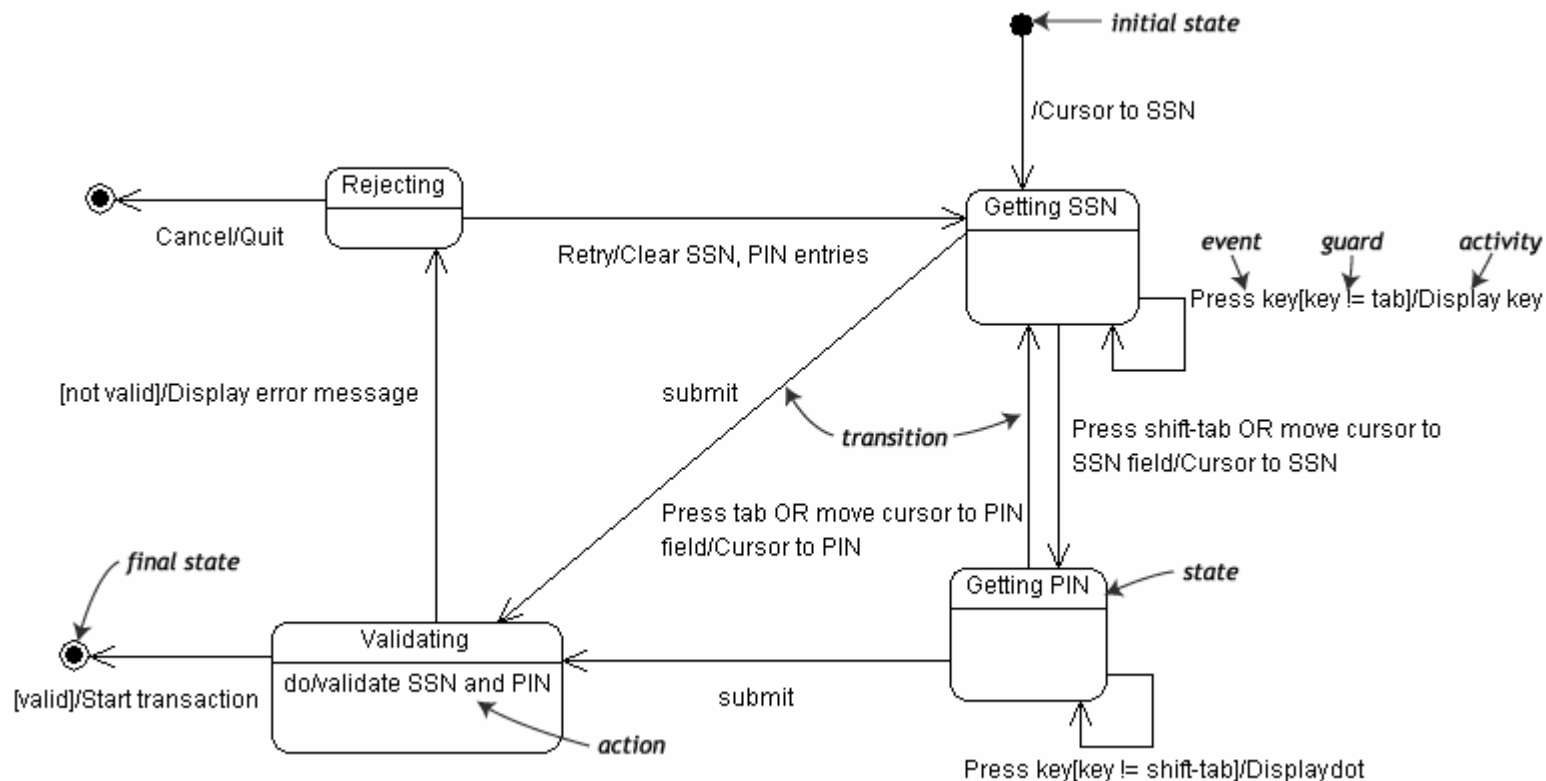 initial state
/Cursor to SSN
Rejecting
Getting SSN
Cancel/Quit
Retry/Clear SSN, PIN entries
event
guard
activity
Press key[key != tab]/Display key
[not valid]/Display error message
submit
transition
Press shift-tab OR move cursor to
SSN field/Cursor to SSN
Press tab OR move cursor to PIN
field/Cursor to PIN
final state
Getting PIN
state
Validating
do/validate SSN and PIN
[valid]/Start transaction
submit
action
Press key[key != shift-tab]/Displaydot